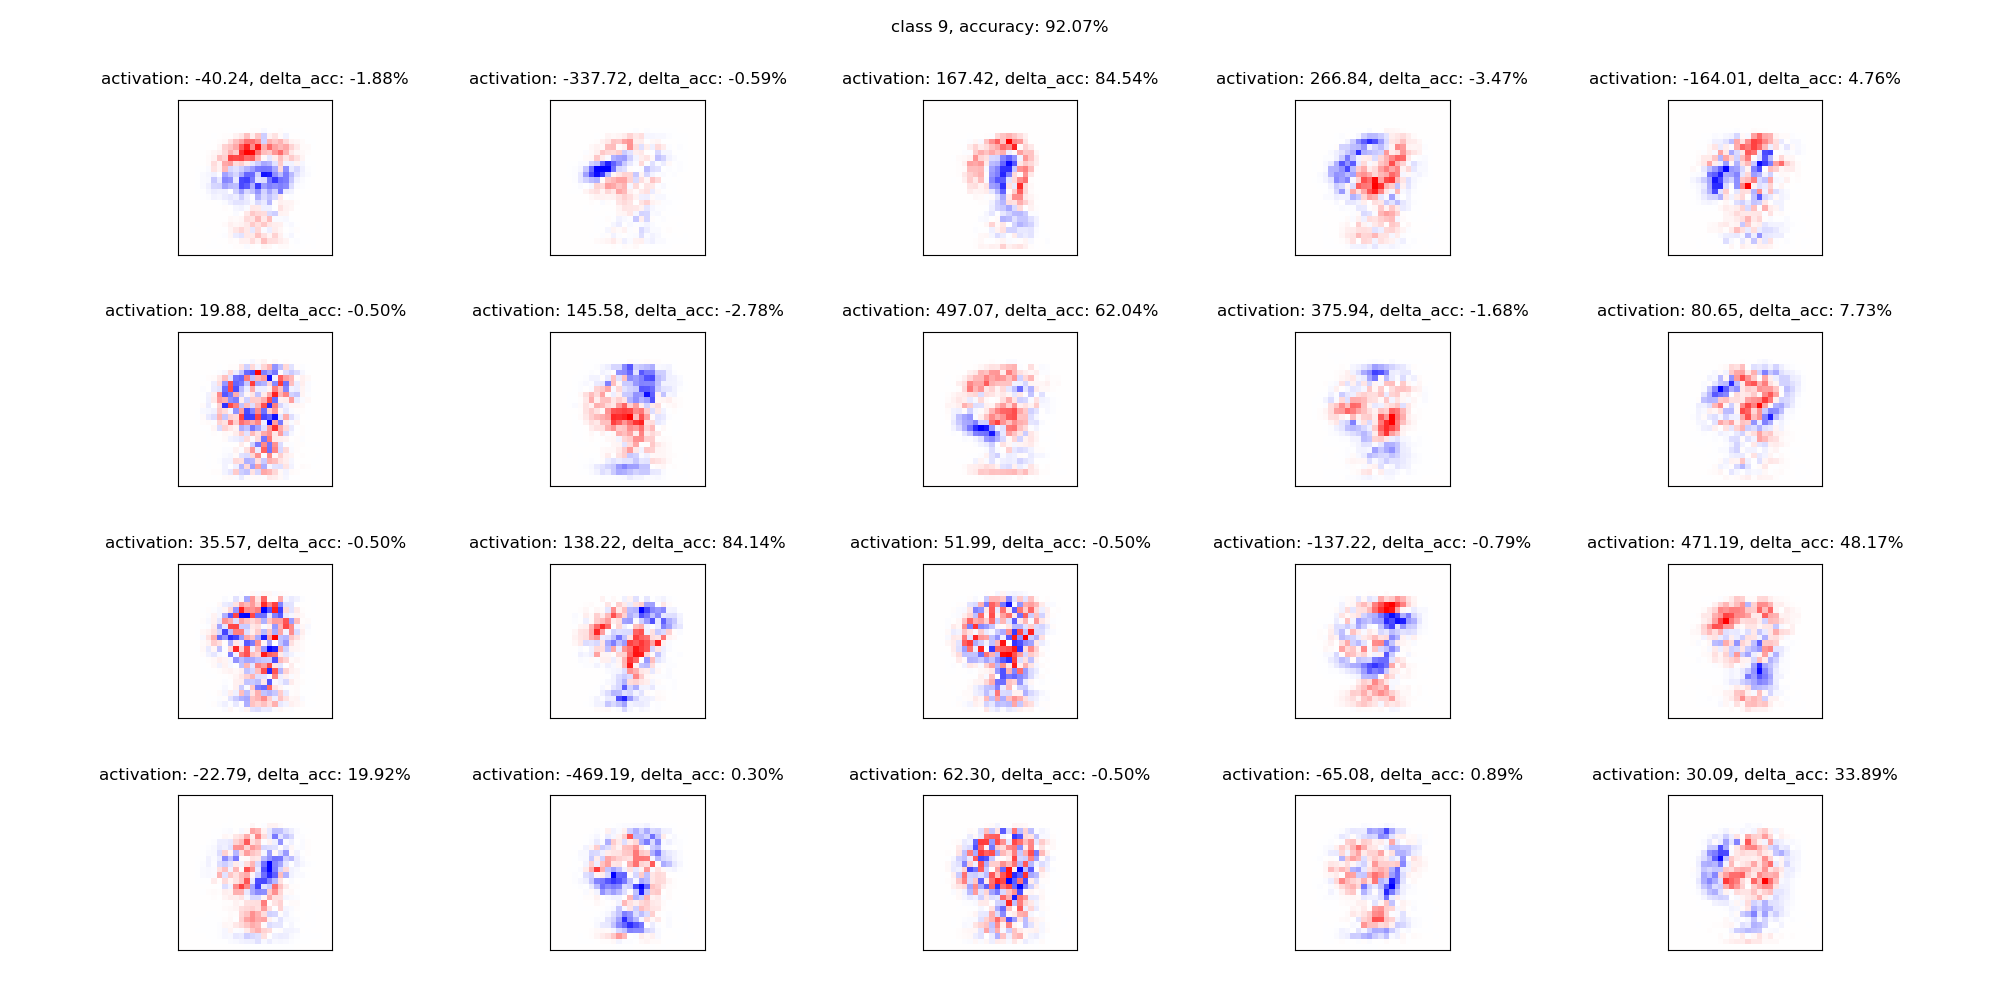 class 9, accuracy: 92.07%
activation: -40.24, delta_acc: -1.88%
activation: -337.72, delta_acc: -0.59%
activation: 167.42, delta_acc: 84.54%
activation: 266.84, delta_acc: -3.47%
activation: -164.01, delta_acc: 4.76%
activation: 19.88, delta_acc: -0.50%
activation: 145.58, delta_acc: -2.78%
activation: 497.07, delta_acc: 62.04%
activation: 375.94, delta_acc: -1.68%
activation: 80.65, delta_acc: 7.73%
activation: 35.57, delta_acc: -0.50%
activation: 138.22, delta_acc: 84.14%
activation: 51.99, delta_acc: -0.50%
activation: -137.22, delta_acc: -0.79%
activation: 471.19, delta_acc: 48.17%
activation: -22.79, delta_acc: 19.92%
activation: -469.19, delta_acc: 0.30%
activation: 62.30, delta_acc: -0.50%
activation: -65.08, delta_acc: 0.89%
activation: 30.09, delta_acc: 33.89%